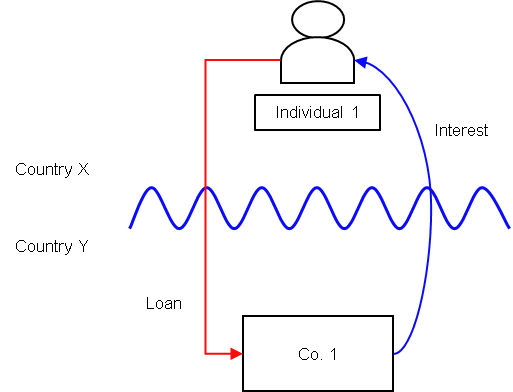 Individual 1
Interest
Country X
Country Y
Loan
Co. 1